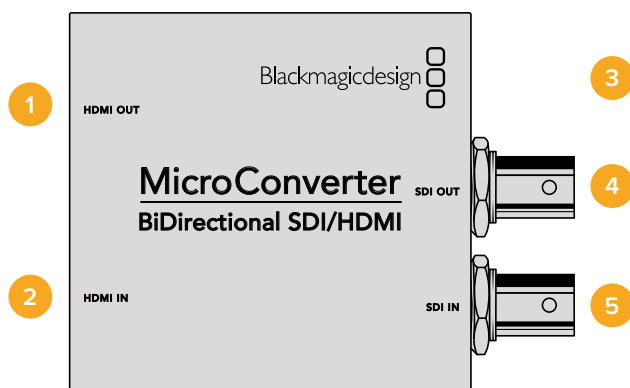 Blackmagicdesign
3
1
HDMI OUT
MicroConverter
SDI OUT
4
BiDirectional SDI/HDMI
2
HDMI IN
SDI IN
5